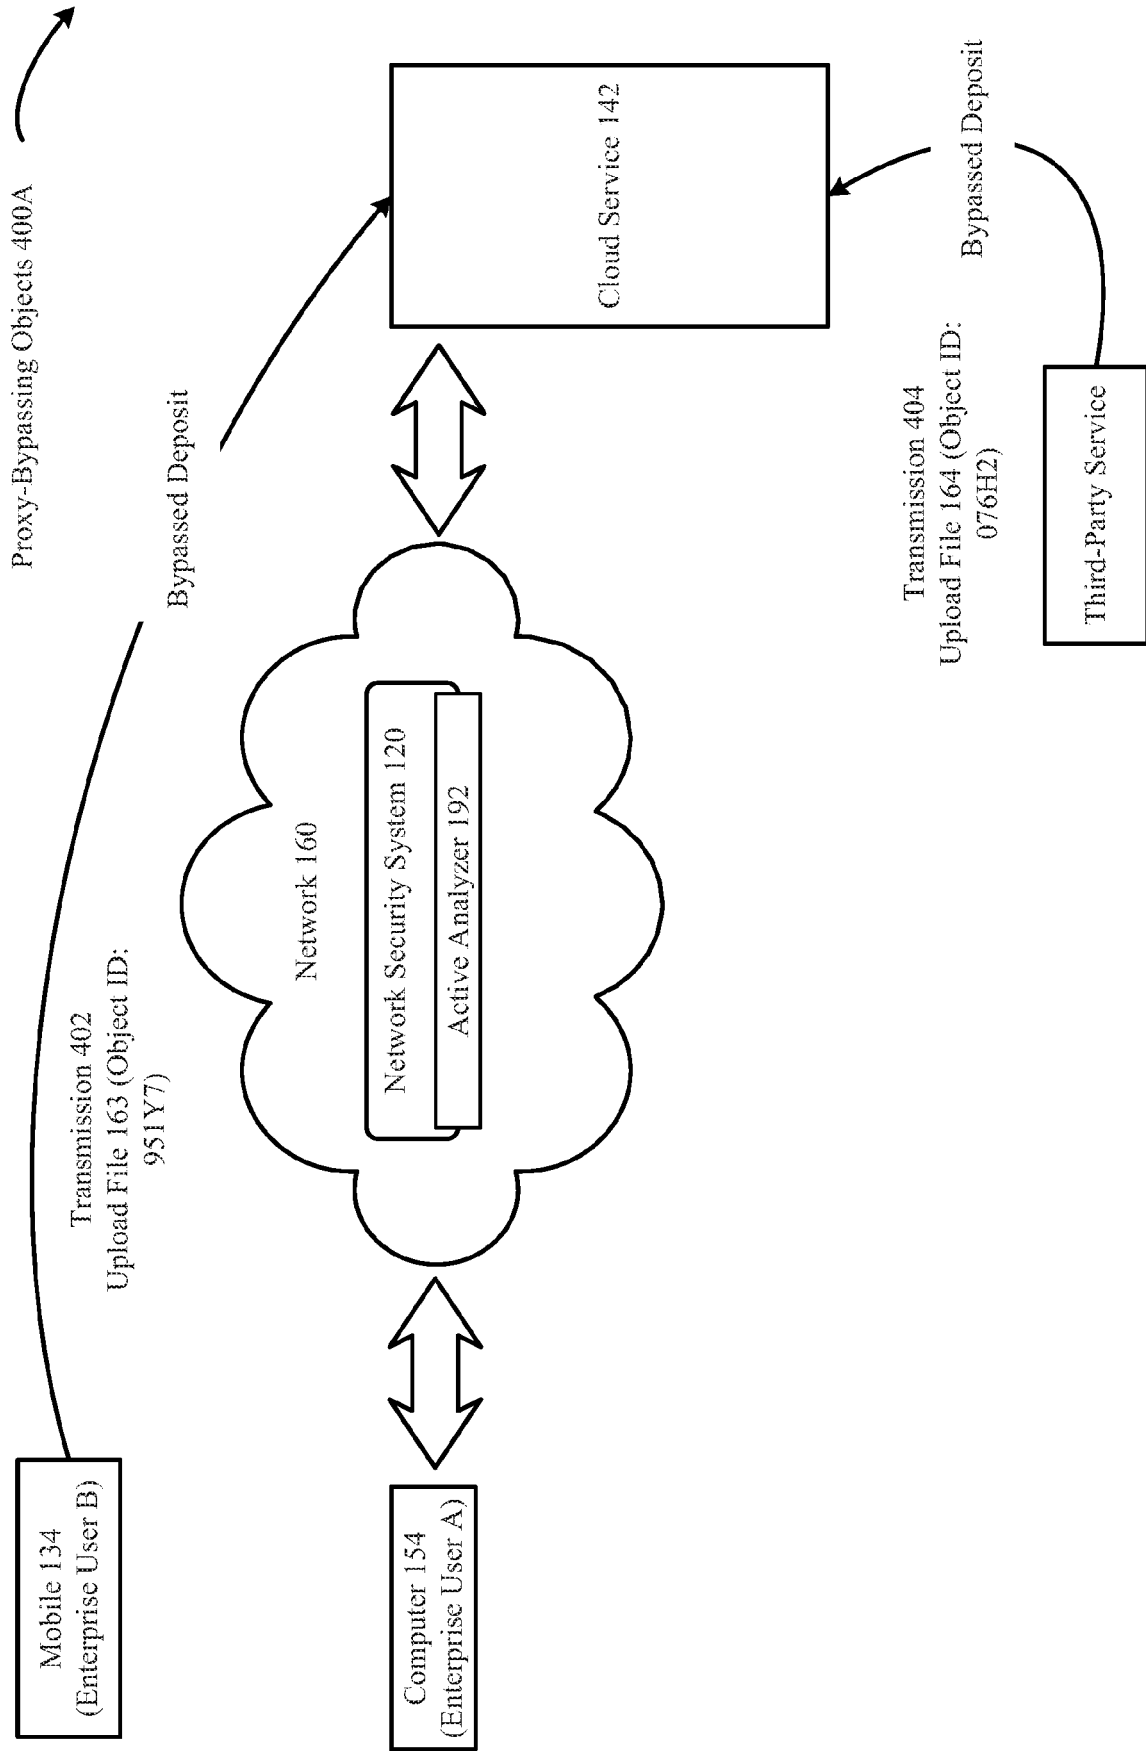 Proxy-Bypassing Objects 400A
Mobile 134
(Enterprise User B)
Transmission 402
Upload File 163 (Object ID:
951Y7)
Bypassed Deposit
Computer 154
(Enterprise User A)
Network 160
Network Security System 120
Active Analyzer 192
Cloud Service 142
Transmission 404
Upload File 164 (Object ID:
076H2)
Bypassed Deposit
Third-Party Service